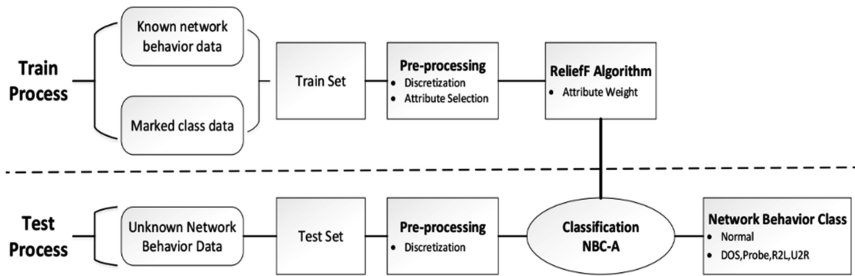 Train
Process
Known network
behavior data
Marked class data
Train Set
Pre-processing
• Discretization
• Attribute Selection
ReliefF Algorithm
• Attribute Weight
Test
Process
Unknown Network
Behavior Data
Test Set
Pre-processing
• Discretization
Classification
NBC-A
Network Behavior Class
• Normal
• DOS,Probe,R2L,U2R